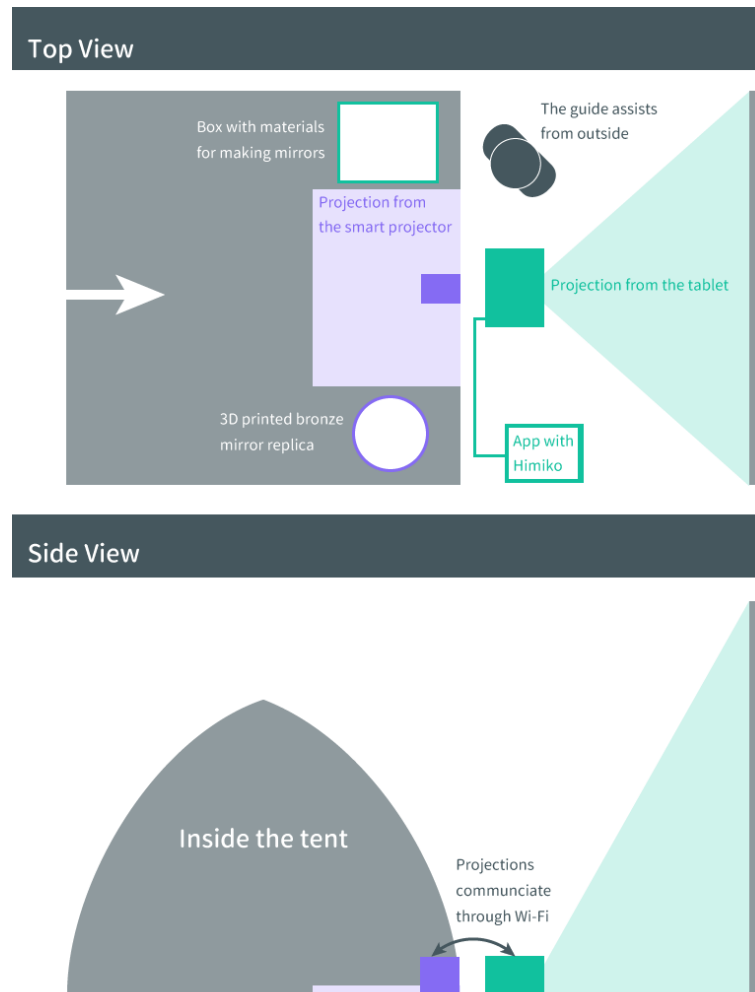 Top View
The guide assists
from outside
Box with materials
for making mirrors
Projection from
the smart projector
Projection from the tablet
3D printed bronze
mirror replica
App with
Himiko
Side View
Inside the tent
Projections
communciate
through Wi-Fi